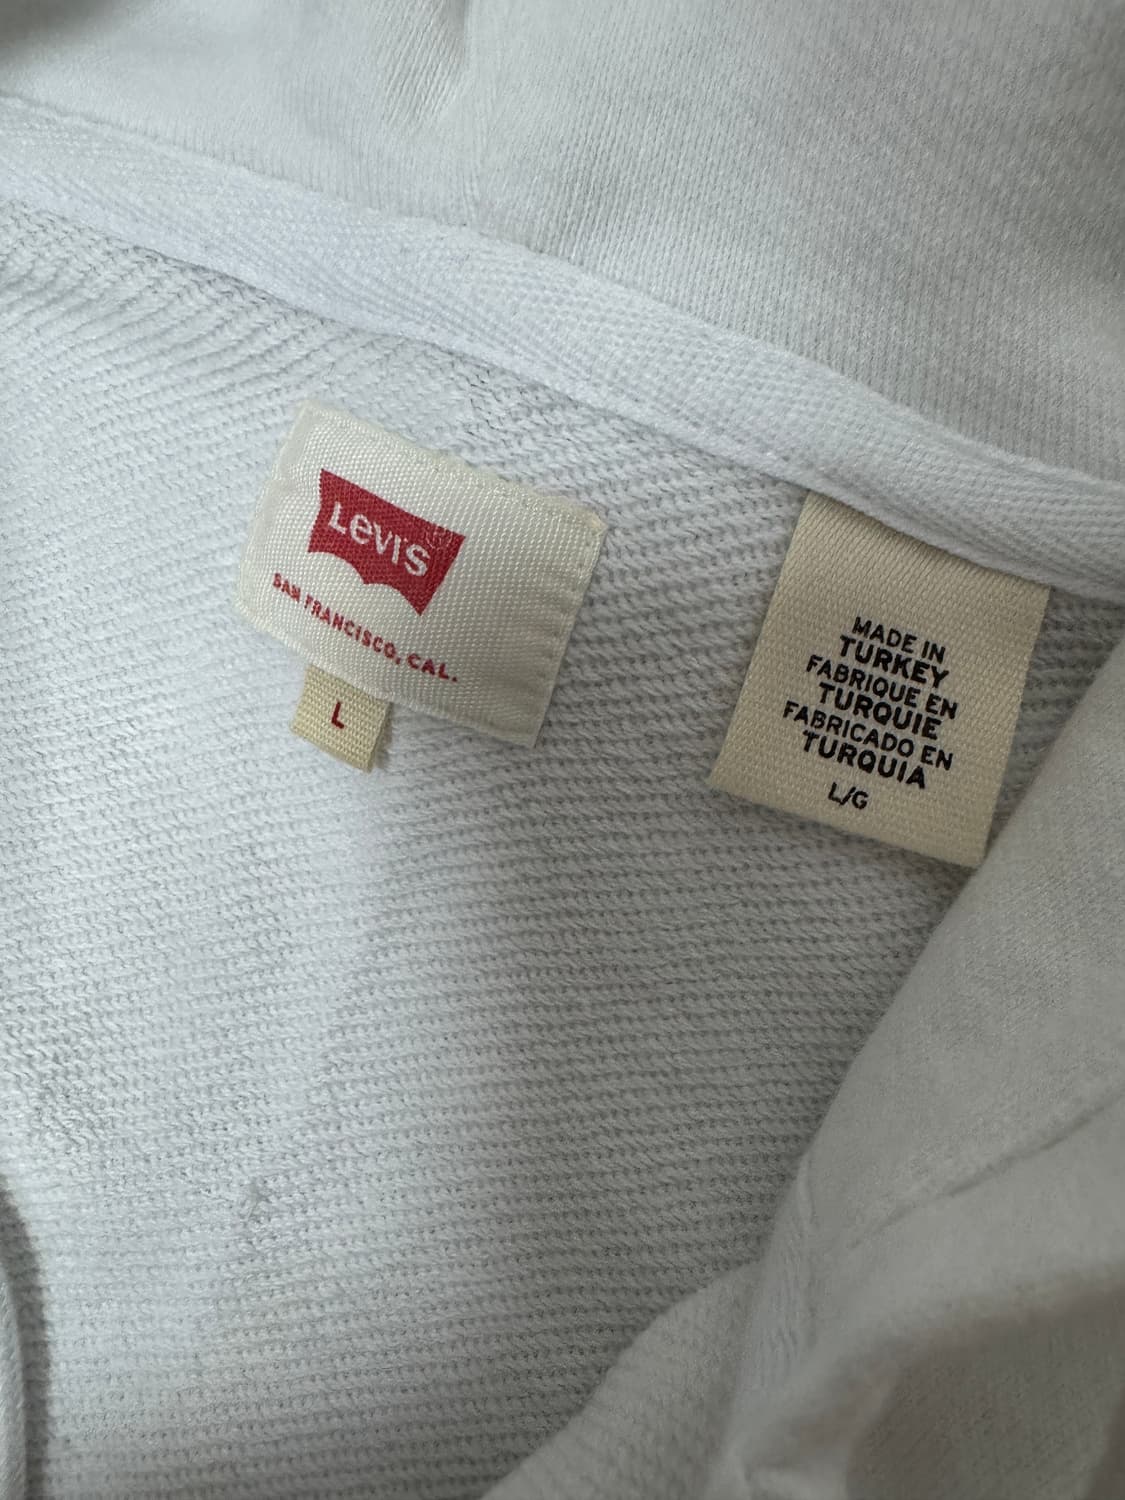 Levi's®
SAN FRANCISCO, CAL.
L
MADE IN
TURKEY
FABRIQUE EN
TURQUIE
FABRICADO EN
TURQUIA
L/G